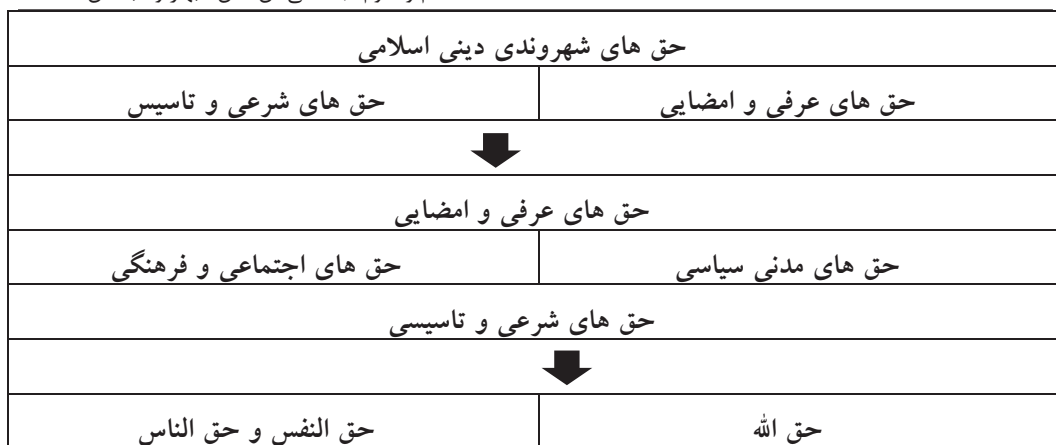 حق های شهروندی دینی اسلامی
حق های عرفی و امضایی حق های شرعی و تاسیس
حق های عرفی و امضایی
حق های مدنی سیاسی حق های اجتماعی و فرهنگی
حق های شرعی و تاسیسی
حق الله حق النفس و حق الناس